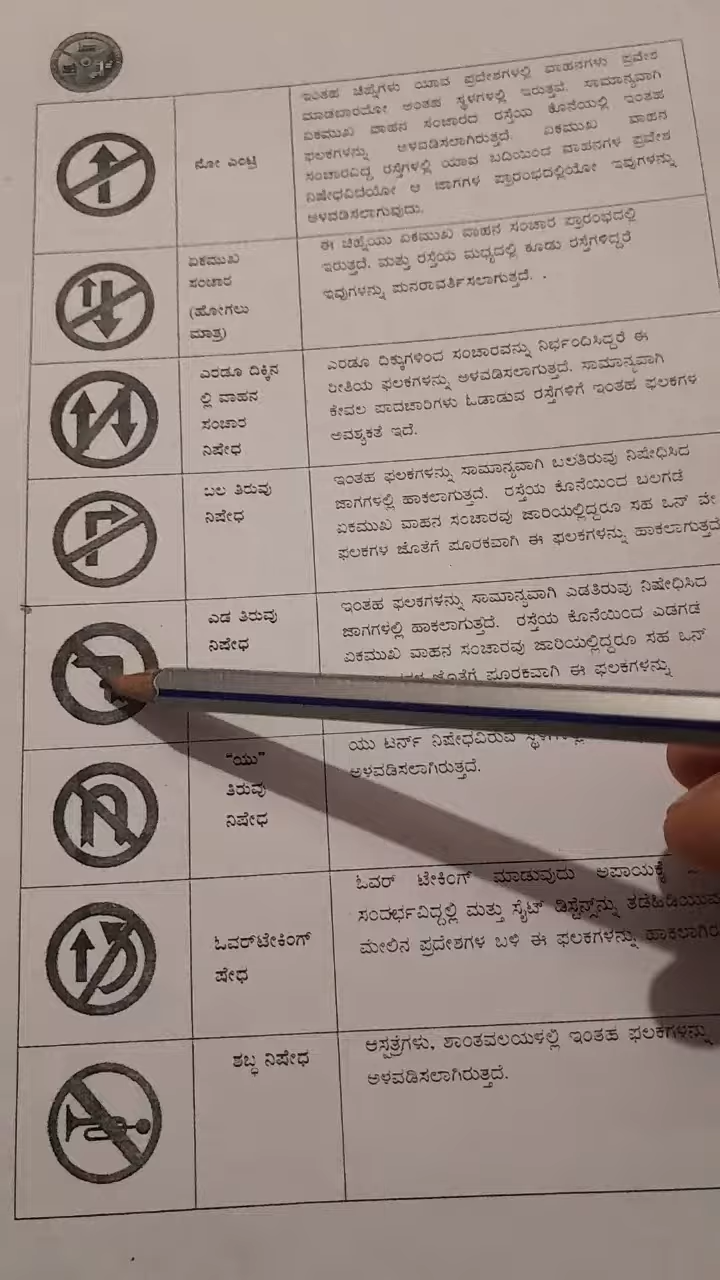 ನೋ ಎಂಟ್ರಿ
ಇಂತಹ ಚಿಹ್ನೆಗಳು ಯಾವ ಪ್ರದೇಶಗಳಲ್ಲಿ ವಾಹನಗಳು ಪ್ರವೇಶ
ಮಾಡಬಾರದೋ ಅಂತಹ ಸ್ಥಳಗಳಲ್ಲಿ ಇರುತ್ತವೆ. ಸಾಮಾನ್ಯವಾಗಿ
ಏಕಮುಖ ವಾಹನ ಸಂಚಾರದ ರಸ್ತೆಯ ಕೊನೆಯಲ್ಲಿ ಇಂತಹ
ಫಲಕಗಳನ್ನು ಅಳವಡಿಸಲಾಗಿರುತ್ತದೆ. ಏಕಮುಖ ವಾಹನ
ಸಂಚಾರವಿದ್ದ ರಸ್ತೆಗಳಲ್ಲಿ ಯಾವ ಬದಿಯಿಂದ ವಾಹನಗಳ ಪ್ರವೇಶ
ನಿಷೇಧವಿದೆಯೋ ಆ ಜಾಗಗಳ ಪ್ರಾರಂಭದಲ್ಲಿಯೋ ಇವುಗಳನ್ನು
ಅಳವಡಿಸಲಾಗುವುದು.
ಏಕಮುಖ
ಸಂಚಾರ
(ಹೋಗಲು
ಮಾತ್ರ)
ಈ ಚಿಹ್ನೆಯು ಏಕಮುಖ ವಾಹನ ಸಂಚಾರ ಪ್ರಾರಂಭದಲ್ಲಿ
ಇರುತ್ತದೆ. ಮತ್ತು ರಸ್ತೆಯ ಮಧ್ಯದಲ್ಲಿ ಕೂಡು ರಸ್ತೆಗಳಿದ್ದರೆ
ಇವುಗಳನ್ನು ಪುನರಾವರ್ತಿಸಲಾಗುತ್ತದೆ.
ಎರಡೂ ದಿಕ್ಕಿನ
ಲ್ಲಿ ವಾಹನ
ಸಂಚಾರ
ನಿಷೇಧ
ಎರಡೂ ದಿಕ್ಕುಗಳಿಂದ ಸಂಚಾರವನ್ನು ನಿರ್ಭಂದಿಸಿದ್ದರೆ ಈ
ರೀತಿಯ ಫಲಕಗಳನ್ನು ಅಳವಡಿಸಲಾಗುತ್ತದೆ. ಸಾಮಾನ್ಯವಾಗಿ
ಕೇವಲ ಪಾದಚಾರಿಗಳು ಓಡಾಡುವ ರಸ್ತೆಗಳಿಗೆ ಇಂತಹ ಫಲಕಗಳ
ಅವಶ್ಯಕತೆ ಇದೆ.
ಬಲ ತಿರುವು
ನಿಷೇಧ
ಇಂತಹ ಫಲಕಗಳನ್ನು ಸಾಮಾನ್ಯವಾಗಿ ಬಲತಿರುವು ನಿಷೇಧಿಸಿದ
ಜಾಗಗಳಲ್ಲಿ ಹಾಕಲಾಗುತ್ತದೆ. ರಸ್ತೆಯ ಕೊನೆಯಿಂದ ಬಲಗಡೆ
ಏಕಮುಖ ವಾಹನ ಸಂಚಾರವು ಜಾರಿಯಲ್ಲಿದ್ದರೂ ಸಹ ಒನ್ ವೇ
ಫಲಕಗಳ ಜೊತೆಗೆ ಪೂರಕವಾಗಿ ಈ ಫಲಕಗಳನ್ನು ಹಾಕಲಾಗುತ್ತದೆ
ಎಡ ತಿರುವು
ನಿಷೇಧ
ಇಂತಹ ಫಲಕಗಳನ್ನು ಸಾಮಾನ್ಯವಾಗಿ ಎಡತಿರುವು ನಿಷೇಧಿಸಿದ
ಜಾಗಗಳಲ್ಲಿ ಹಾಕಲಾಗುತ್ತದೆ. ರಸ್ತೆಯ ಕೊನೆಯಿಂದ ಎಡಗಡೆ
ಏಕಮುಖ ವಾಹನ ಸಂಚಾರವು ಜಾರಿಯಲ್ಲಿದ್ದರೂ ಸಹ ಒನ್
ಜೊತೆಗೆ ಪೂರಕವಾಗಿ ಈ ಫಲಕಗಳನ್ನು
"ಯು"
ತಿರುವು
ನಿಷೇಧ
ಯು ಟರ್ನ್ ನಿಷೇಧವಿರುವ
ಅಳವಡಿಸಲಾಗಿರುತ್ತದೆ.
ಓವರ್‌ಟೇಕಿಂಗ್
ಷೇಧ
ಓವರ್ ಟೇಕಿಂಗ್ ಮಾಡುವುದು ಅಪಾಯಕ್ಕೆ
ಸಂದರ್ಭವಿದ್ದಲ್ಲಿ ಮತ್ತು ಸೈಟ್ ಡಿಸ್ಟೆನ್ಸ್‌ನ್ನು ತಡೆಹಿಡಿಯುವ
ಮೇಲಿನ ಪ್ರದೇಶಗಳ ಬಳಿ ಈ ಫಲಕಗಳನ್ನು
ಶಬ್ಧ ನಿಷೇಧ
ಆಸ್ಪತ್ರೆಗಳು, ಶಾಂತವಲಯಳಲ್ಲಿ ಇಂತಹ ಫಲಕಗಳನ್ನು
ಅಳವಡಿಸಲಾಗಿರುತ್ತದೆ.